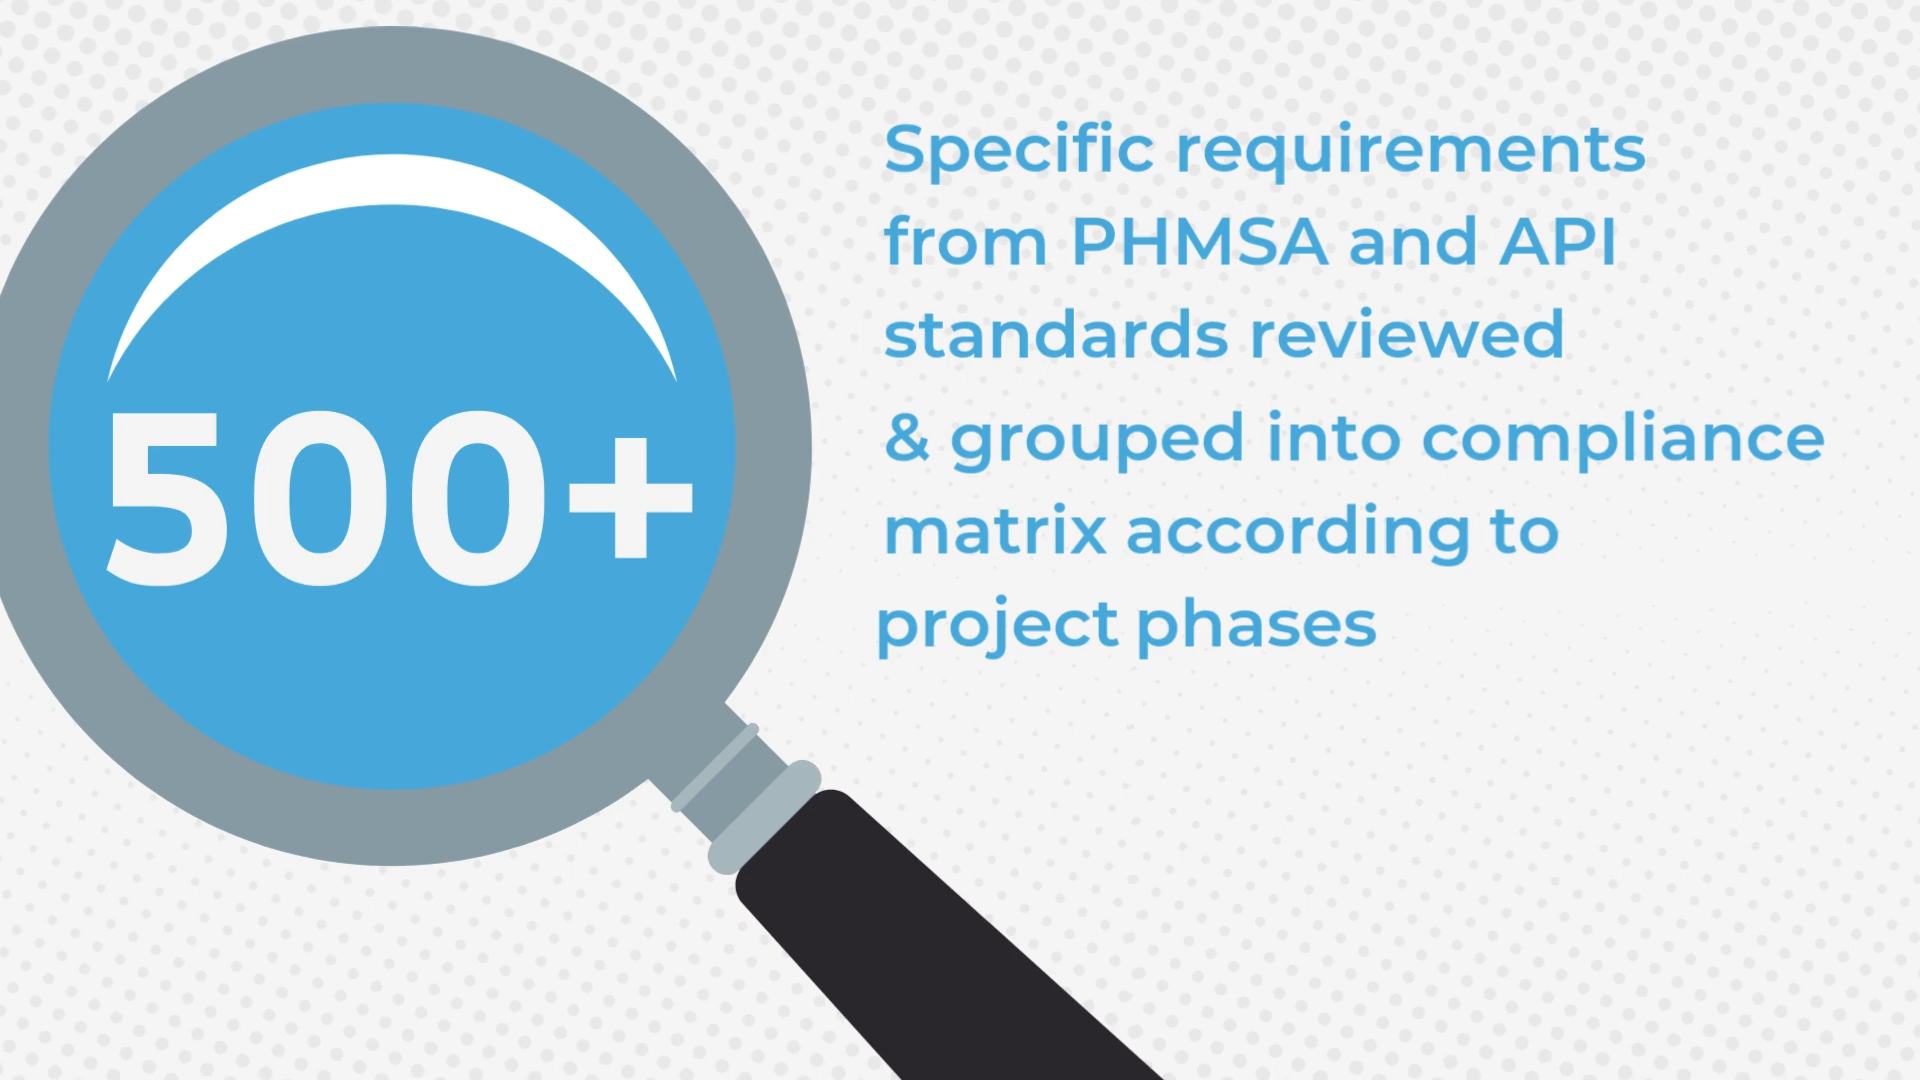 500+
Specific requirements
from PHMSA and API
standards reviewed
& grouped into compliance
matrix according to
project phases